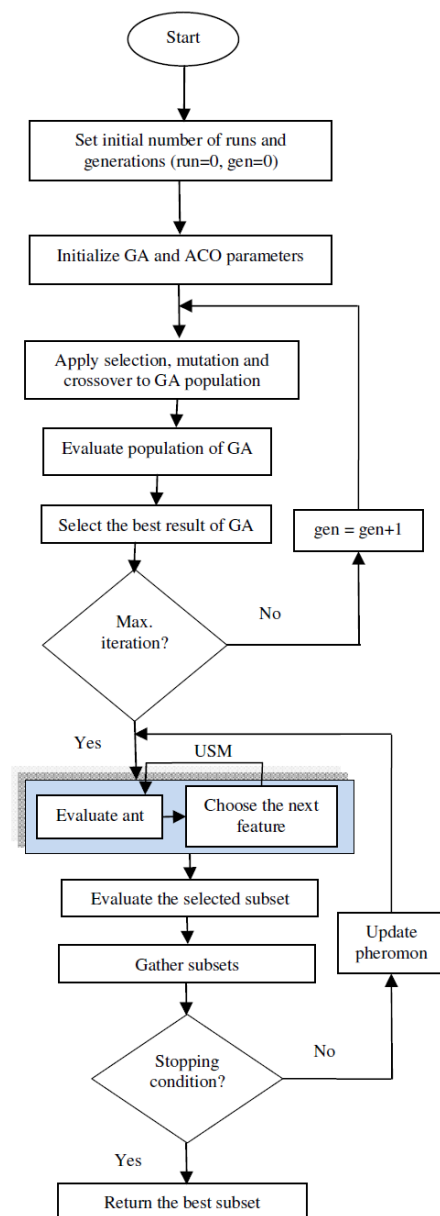 Start
Set initial number of runs and
generations (run=0, gen=0)
Initialize GA and ACO parameters
Apply selection, mutation and
crossover to GA population
Evaluate population of GA
Select the best result of GA
gen = gen+1
Max.
iteration?
No
Yes
USM
Evaluate ant
Choose the next
feature
Evaluate the selected subset
Gather subsets
Update
pheromon
Stopping
condition?
No
Yes
Return the best subset